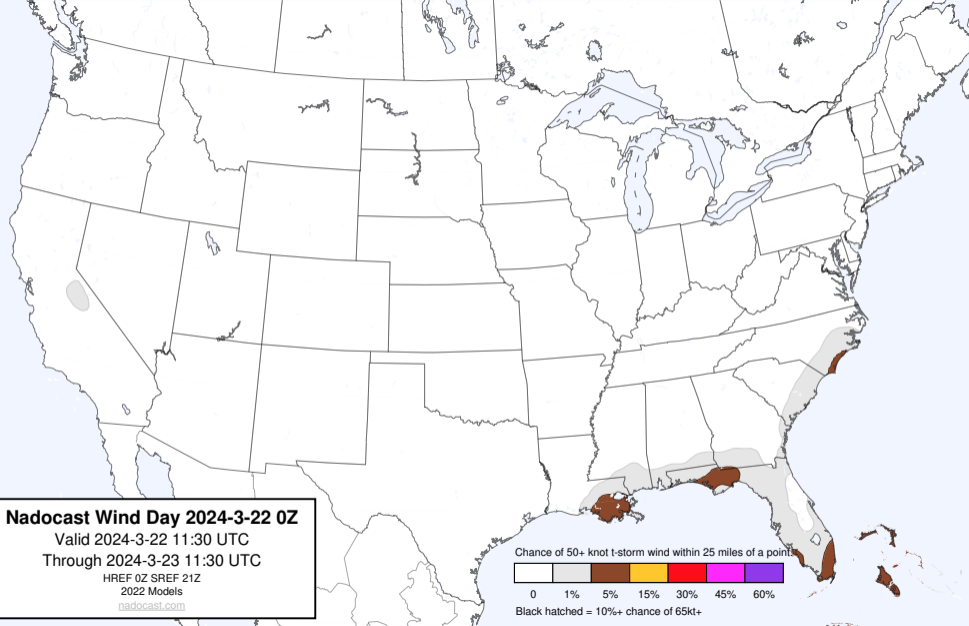 Nadocast Wind Day 2024-3-22 0Z
Valid 2024-3-22 11:30 UTC
Through 2024-3-23 11:30 UTC
HREF 0Z SREF 21Z
2022 Models
nadocast.com
Chance of 50+ knot t-storm wind within 25 miles of a point.
0 1% 5% 15% 30% 45% 60%
Black hatched = 10%+ chance of 65kt+